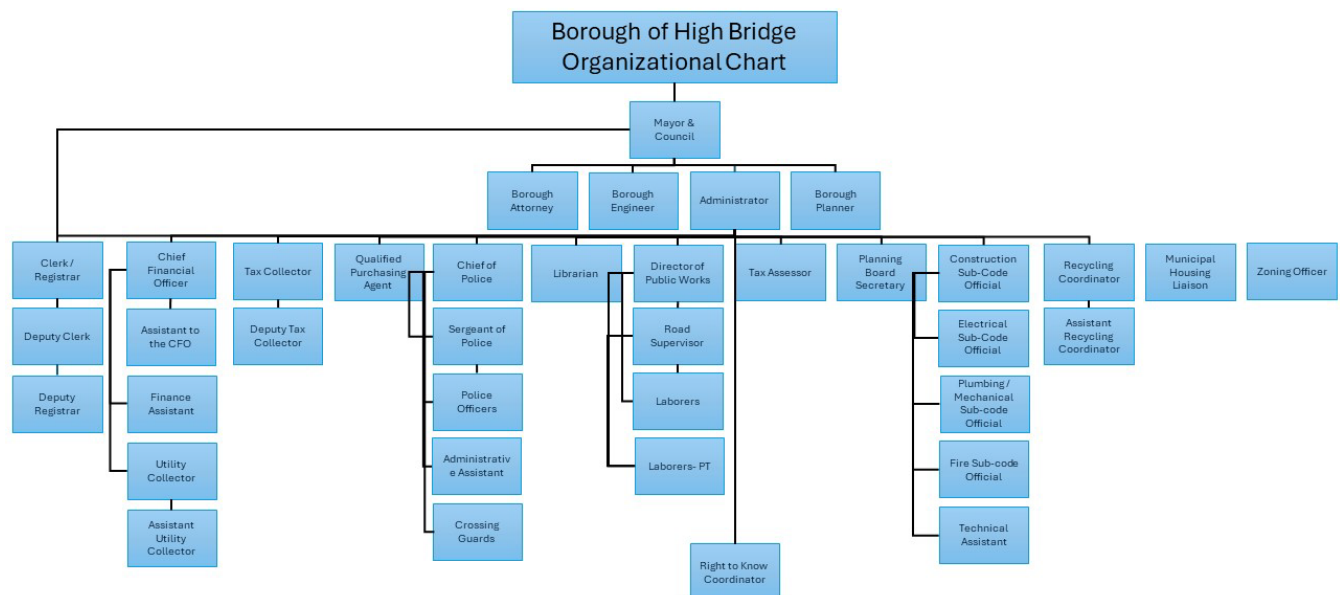 Borough of High Bridge
Organizational Chart
Mayor &
Council
Borough
Attorney
Borough
Engineer
Administrator
Borough
Planner
Clerk /
Registrar
Chief
Financial
Officer
Tax Collector
Qualified
Purchasing
Agent
Chief of
Police
Librarian
Director of
Public Works
Tax Assessor
Planning
Board
Secretary
Construction
Sub-Code
Official
Recycling
Coordinator
Municipal
Housing
Liaison
Zoning Officer
Deputy Clerk
Assistant to
the CFO
Deputy Tax
Collector
Sergeant of
Police
Road
Supervisor
Electrical
Sub-Code
Official
Assistant
Recycling
Coordinator
Deputy
Registrar
Finance
Assistant
Police
Officers
Laborers
Plumbing /
Mechanical
Sub-code
Official
Utility
Collector
Administrativ
e Assistant
Laborers- PT
Fire Sub-code
Official
Assistant
Utility
Collector
Crossing
Guards
Technical
Assistant
Right to Know
Coordinator